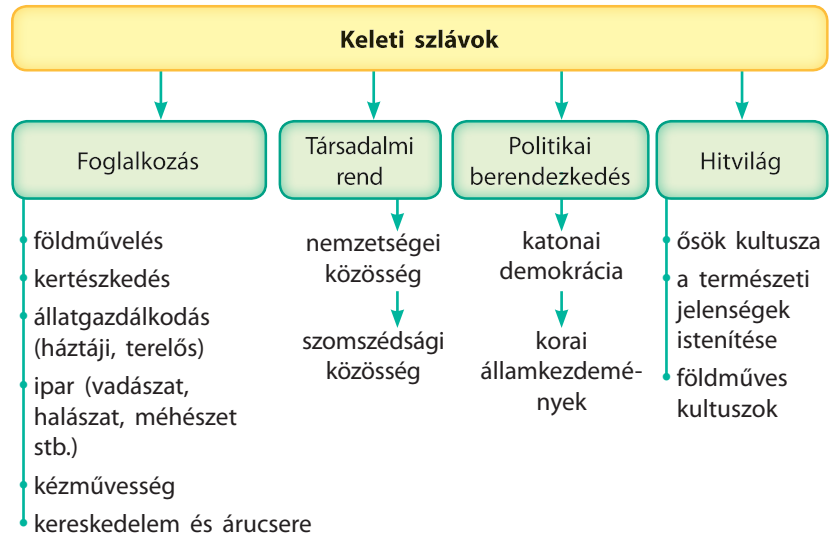 Keleti szlávok
Foglalkozás
földművelés
kertészkedés
állatgazdálkodás
(háztáji, terelős)
ipar (vadászat,
halászat, méhészet
stb.)
kézművesség
kereskedelem és árucsere
Társadalmi
rend
nemzetségei
közösség
szomszédsági
közösség
Politikai
berendezkedés
katonai
demokrácia
korai
államkezdemé-
nyek
Hitvilág
ősök kultusza
a természeti
jelenségek
istenítése
földműves
kultuszok